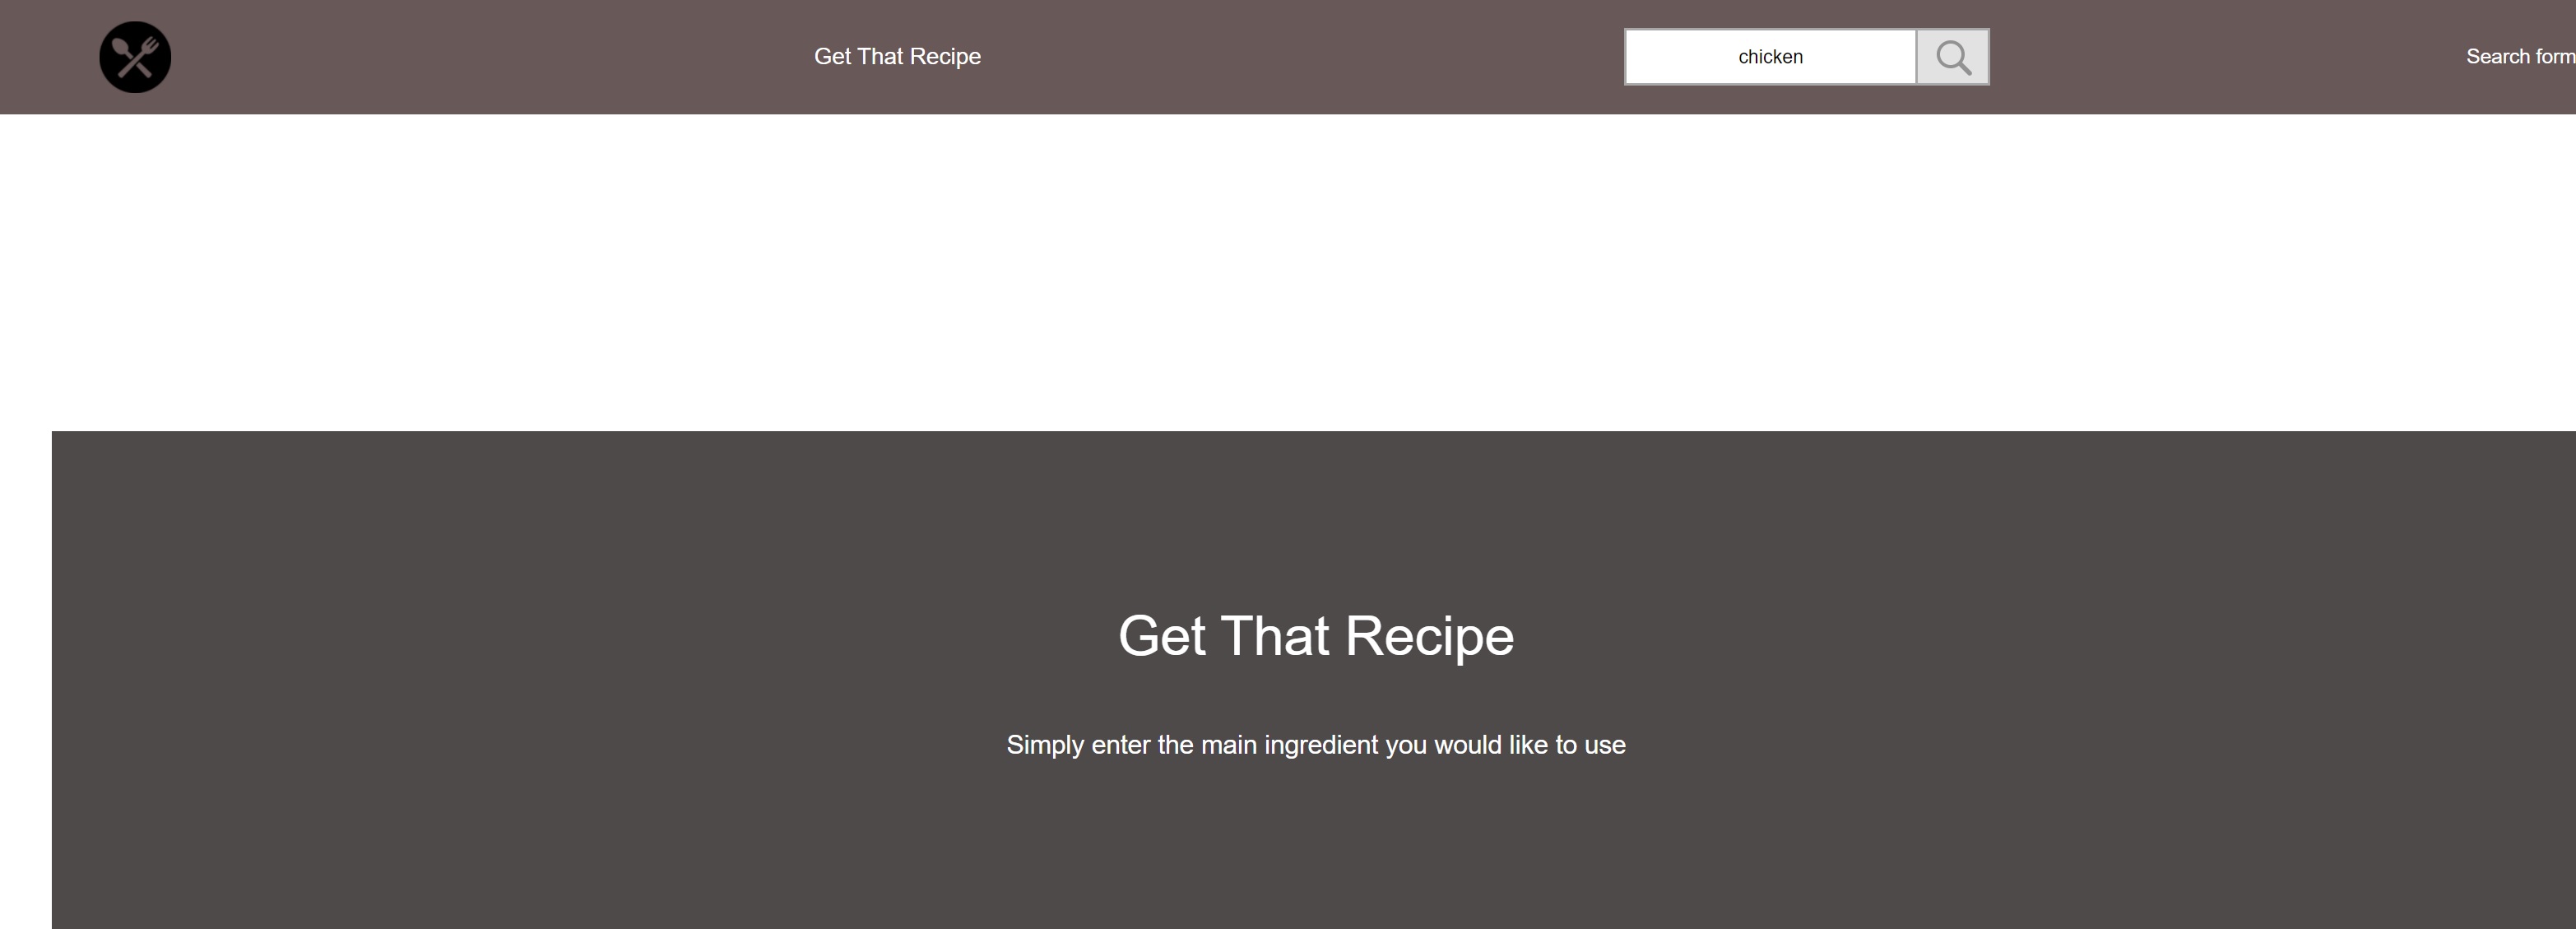 Get That Recipe
chicken
Search form
Get That Recipe
Simply enter the main ingredient you would like to use